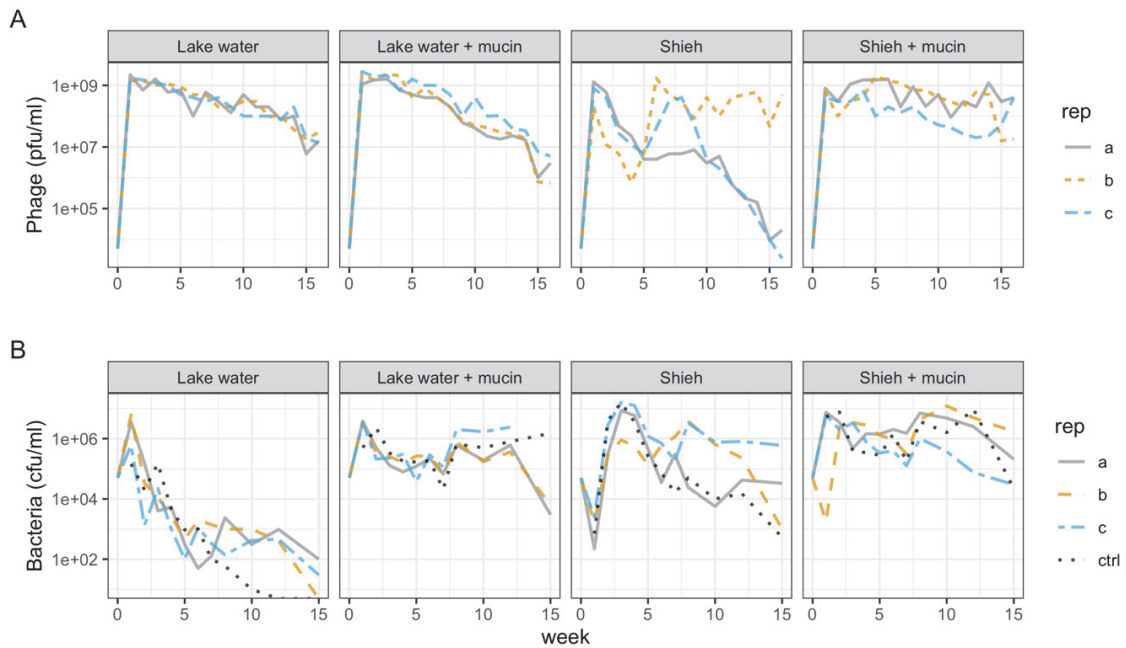 A
Lake water
Lake water + mucin
Shieh
Shieh + mucin
Phage (pfu/ml)
1e+09
1e+07
1e+05
0 5 10 15
0 5 10 15
0 5 10 15
0 5 10 15
rep
a
b
c
B
Lake water
Lake water + mucin
Shieh
Shieh + mucin
Bacteria (cfu/ml)
1e+06
1e+04
1e+02
0 5 10 15
0 5 10 15
0 5 10 15
0 5 10 15
week
rep
a
b
c
ctrl